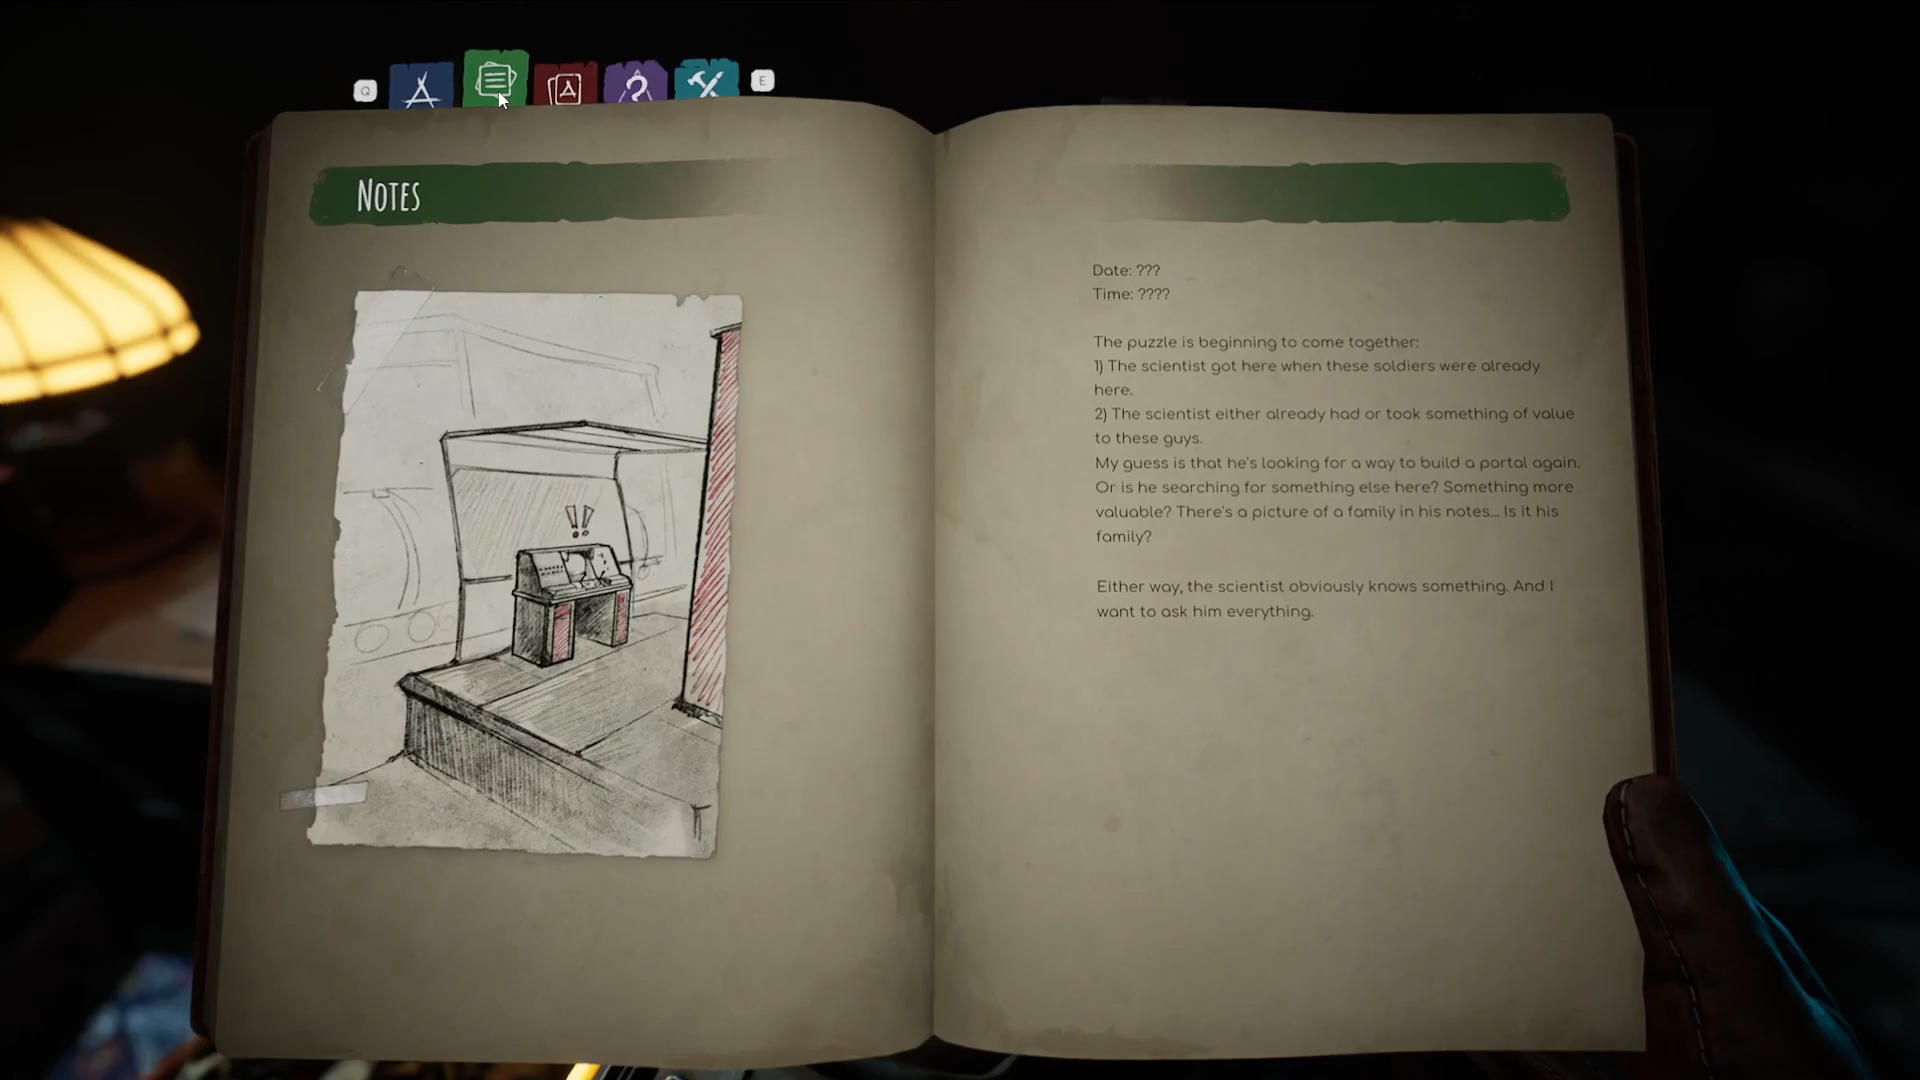 Q
E
NOTES
Date: ???
Time: ????
The puzzle is beginning to come together:
1) The scientist got here when these soldiers were already
here.
2) The scientist either already had or took something of value
to these guys.
My guess is that he's looking for a way to build a portal again.
Or is he searching for something else here? Something more
valuable? There's a picture of a family in his notes... Is it his
family?
Either way, the scientist obviously knows something. And I
want to ask him everything.
!!